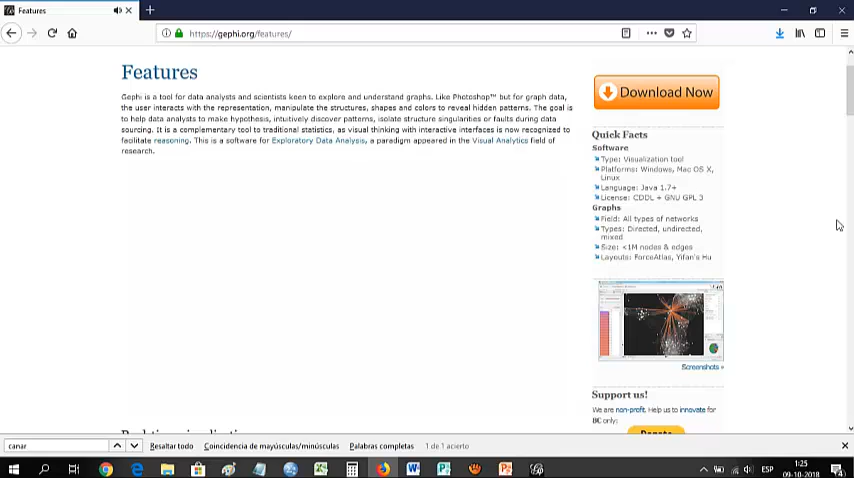 Features
https://gephi.org/features/
Features
Gephi is a tool for data analysts and scientists keen to explore and understand graphs. Like Photoshop™ but for graph data,
the user interacts with the representation, manipulate the structures, shapes and colors to reveal hidden patterns. The goal is
to help data analysts to make hypothesis, intuitively discover patterns, isolate structure singularities or faults during data
sourcing. It is a complementary tool to traditional statistics, as visual thinking with interactive interfaces is now recognized to
facilitate reasoning. This is a software for Exploratory Data Analysis, a paradigm appeared in the Visual Analytics field of
research.
Download Now
Quick Facts
Software
Type: Visualization tool
Platforms: Windows, Mac OS X,
Linux
Language: Java 1.7+
License: CDDL + GNU GPL 3
Graphs
Field: All types of networks
Types: Directed, undirected,
mixed
Size: <1M nodes & edges
Layouts: ForceAtlas, Yifan's Hu
Screenshots »
Support us!
We are non-profit. Help us to innovate for
8€ only:
Donate
canar
Resaltar todo
Coincidencia de mayúsculas/minúsculas
Palabras completas
1 de 1 acierto
ESP
1:25
09-10-2018
4